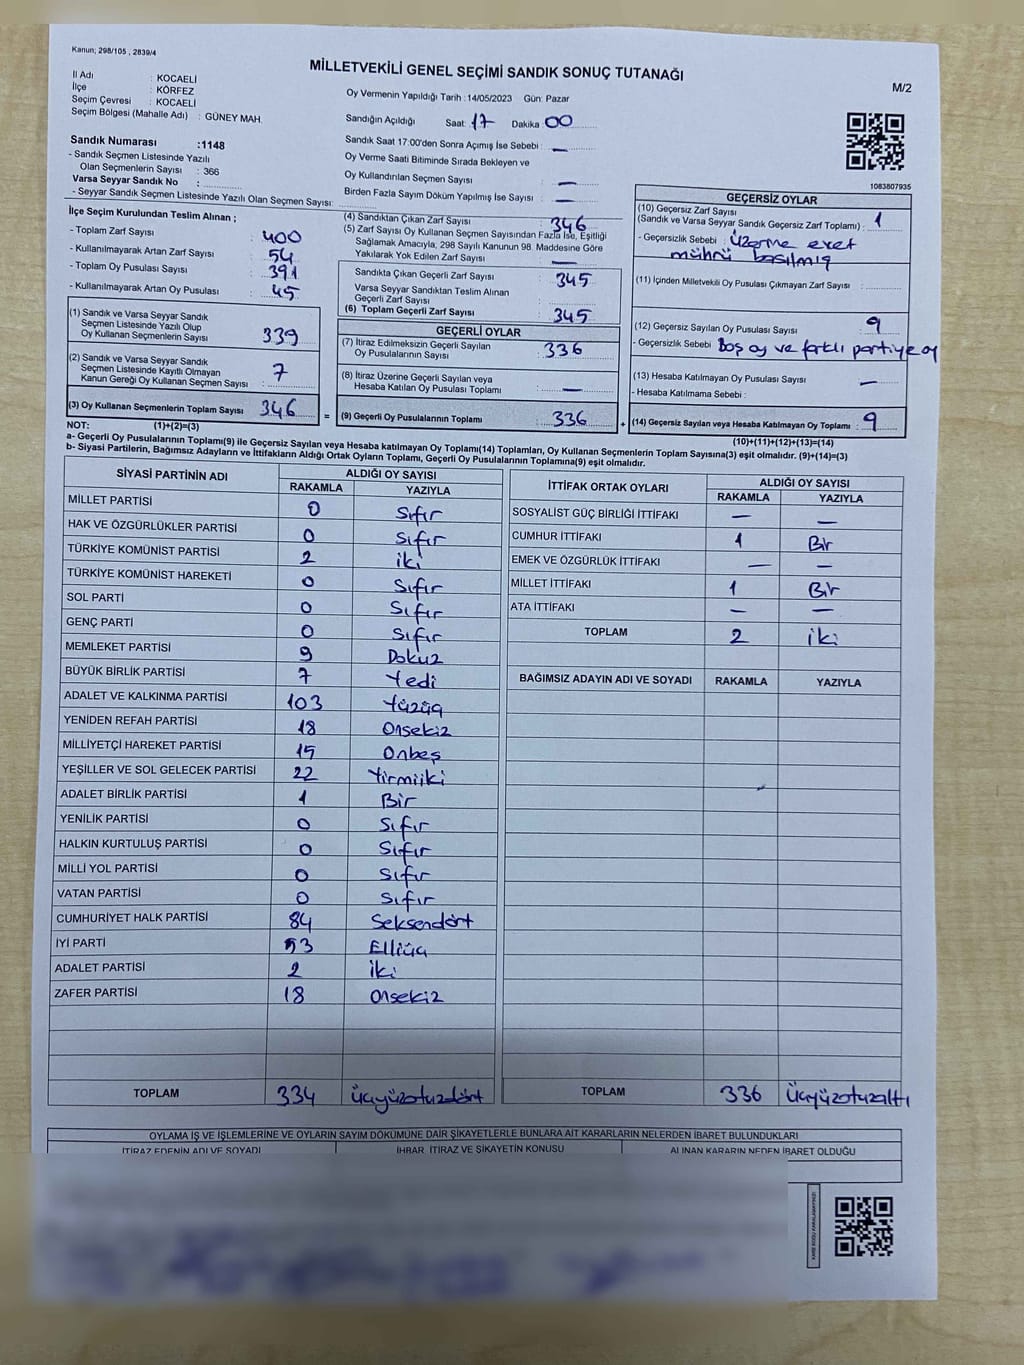 Kanun; 298/105 , 2839/4
MİLLETVEKİLİ GENEL SEÇİMİ SANDIK SONUÇ TUTANAĞI
M/2
İl Adı : KOCAELİ
İlçe : KÖRFEZ
Seçim Çevresi : KOCAELİ
Seçim Bölgesi (Mahalle Adı) : GÜNEY MAH.
Oy Vermenin Yapıldığı Tarih : 14/05/2023 Gün: Pazar
Sandığın Açıldığı Saat: 17 Dakika : 00
Sandık Numarası :1148
- Sandık Seçmen Listesinde Yazılı
Olan Seçmenlerin Sayısı : 366
Varsa Seyyar Sandık No :
- Seyyar Sandık Seçmen Listesinde Yazılı Olan Seçmen Sayısı:
Sandık Saat 17:00'den Sonra Açımış İse Sebebi : —
Oy Verme Saati Bitiminde Sırada Bekleyen ve
Oy Kullandırılan Seçmen Sayısı : —
Birden Fazla Sayım Döküm Yapılmış İse Sayısı : —
1083807935
İlçe Seçim Kurulundan Teslim Alınan ;
- Toplam Zarf Sayısı : 400
- Kullanılmayarak Artan Zarf Sayısı : 54
- Toplam Oy Pusulası Sayısı : 391
- Kullanılmayarak Artan Oy Pusulası : 45
(1) Sandık ve Varsa Seyyar Sandık
Seçmen Listesinde Yazılı Olup
Oy Kullanan Seçmenlerin Sayısı : 339
(2) Sandık ve Varsa Seyyar Sandık
Seçmen Listesinde Kayıtlı Olmayan
Kanun Gereği Oy Kullanan Seçmen Sayısı : 7
(3) Oy Kullanan Seçmenlerin Toplam Sayısı : 346
(4) Sandıktan Çıkan Zarf Sayısı : 346
(5) Zarf Sayısı Oy Kullanan Seçmen Sayısından Fazla İse, Eşitliği
Sağlamak Amacıyla, 298 Sayılı Kanunun 98. Maddesine Göre
Yakılarak Yok Edilen Zarf Sayısı : —
Sandıkta Çıkan Geçerli Zarf Sayısı : 345
Varsa Seyyar Sandıktan Teslim Alınan
Geçerli Zarf Sayısı :
(6) Toplam Geçerli Zarf Sayısı : 345
GEÇERLİ OYLAR
(7) İtiraz Edilmeksizin Geçerli Sayılan
Oy Pusulalarının Sayısı : 336
(8) İtiraz Üzerine Geçerli Sayılan veya
Hesaba Katılan Oy Pusulası Toplamı : —
= (9) Geçerli Oy Pusulalarının Toplamı : 336
GEÇERSİZ OYLAR
(10) Geçersiz Zarf Sayısı
(Sandık ve Varsa Seyyar Sandık Geçersiz Zarf Toplamı) : 1
- Geçersizlik Sebebi : Üzerine evet
mührü basılmış
(11) İçinden Milletvekili Oy Pusulası Çıkmayan Zarf Sayısı :
(12) Geçersiz Sayılan Oy Pusulası Sayısı : 9
- Geçersizlik Sebebi : Boş oy ve farklı partiye oy
(13) Hesaba Katılmayan Oy Pusulası Sayısı : —
- Hesaba Katılmama Sebebi :
+ (14) Geçersiz Sayılan veya Hesaba Katılmayan Oy Toplamı : 9
NOT: (1)+(2)=(3)
(10)+(11)+(12)+(13)=(14)
a- Geçerli Oy Pusulalarının Toplamı(9) ile Geçersiz Sayılan veya Hesaba katılmayan Oy Toplamı(14) Toplamları, Oy Kullanan Seçmenlerin Toplam Sayısına(3) eşit olmalıdır. (9)+(14)=(3)
b- Siyasi Partilerin, Bağımsız Adayların ve İttifakların Aldığı Ortak Oyların Toplamı, Geçerli Oy Pusulalarının Toplamına(9) eşit olmalıdır.
SİYASİ PARTİNİN ADI ALDIĞI OY SAYISI
RAKAMLA YAZIYLA
MİLLET PARTİSİ 0 Sıfır
HAK VE ÖZGÜRLÜKLER PARTİSİ 0 Sıfır
TÜRKİYE KOMÜNİST PARTİSİ 2 iki
TÜRKİYE KOMÜNİST HAREKETİ 0 Sıfır
SOL PARTİ 0 Sıfır
GENÇ PARTİ 0 Sıfır
MEMLEKET PARTİSİ 9 Dokuz
BÜYÜK BİRLİK PARTİSİ 7 Yedi
ADALET VE KALKINMA PARTİSİ 103 Yüzüç
YENİDEN REFAH PARTİSİ 18 Onsekiz
MİLLİYETÇİ HAREKET PARTİSİ 15 Onbeş
YEŞİLLER VE SOL GELECEK PARTİSİ 22 Yirmiiki
ADALET BİRLİK PARTİSİ 1 Bir
YENİLİK PARTİSİ 0 Sıfır
HALKIN KURTULUŞ PARTİSİ 0 Sıfır
MİLLİ YOL PARTİSİ 0 Sıfır
VATAN PARTİSİ 0 Sıfır
CUMHURİYET HALK PARTİSİ 84 Seksendört
İYİ PARTİ 53 Elliüç
ADALET PARTİSİ 2 iki
ZAFER PARTİSİ 18 Onsekiz
TOPLAM 334 Üçyüzotuzdört
İTTİFAK ORTAK OYLARI ALDIĞI OY SAYISI
RAKAMLA YAZIYLA
SOSYALİST GÜÇ BİRLİĞİ İTTİFAKI — —
CUMHUR İTTİFAKI 1 Bir
EMEK VE ÖZGÜRLÜK İTTİFAKI — —
MİLLET İTTİFAKI 1 Bir
ATA İTTİFAKI — —
TOPLAM 2 iki
BAĞIMSIZ ADAYIN ADI VE SOYADI RAKAMLA YAZIYLA
TOPLAM 336 Üçyüzotuzaltı
OYLAMA İŞ VE İŞLEMLERİNE VE OYLARIN SAYIM DÖKÜMÜNE DAİR ŞİKAYETLERLE BUNLARA AİT KARARLARIN NELERDEN İBARET BULUNDUKLARI
İTİRAZ EDENİN ADI VE SOYADI İHBAR, İTİRAZ VE ŞİKAYETİN KONUSU ALINAN KARARIN NEDEN İBARET OLDUĞU